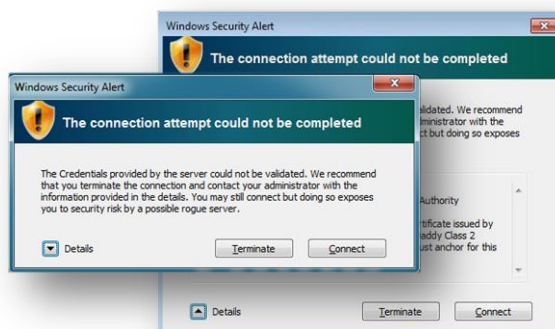 Windows Security Alert
The connection attempt could not be completed
Windows Security Alert
The connection attempt could not be completed
The Credentials provided by the server could not be validated. We recommend
that you terminate the connection and contact your administrator with the
information provided in the details. You may still connect but doing so exposes
you to security risk by a possible rogue server.
Details
Terminate
Connect
lidated. We recommend
ministrator with the
ct but doing so exposes
Authority
tificate issued by
addy Class 2
ust anchor for this
Details
Terminate
Connect